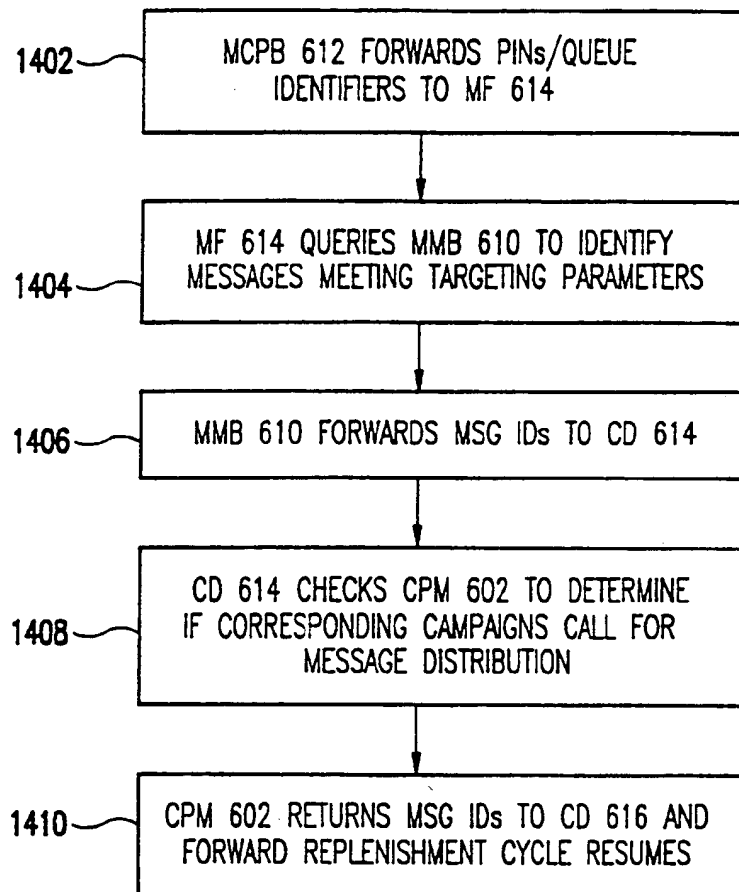 1402
MCPB 612 FORWARDS PINs/QUEUE
IDENTIFIERS TO MF 614
1404
MF 614 QUERIES MMB 610 TO IDENTIFY
MESSAGES MEETING TARGETING PARAMETERS
1406
MMB 610 FORWARDS MSG IDs TO CD 614
1408
CD 614 CHECKS CPM 602 TO DETERMINE
IF CORRESPONDING CAMPAIGNS CALL FOR
MESSAGE DISTRIBUTION
1410
CPM 602 RETURNS MSG IDs TO CD 616 AND
FORWARD REPLENISHMENT CYCLE RESUMES